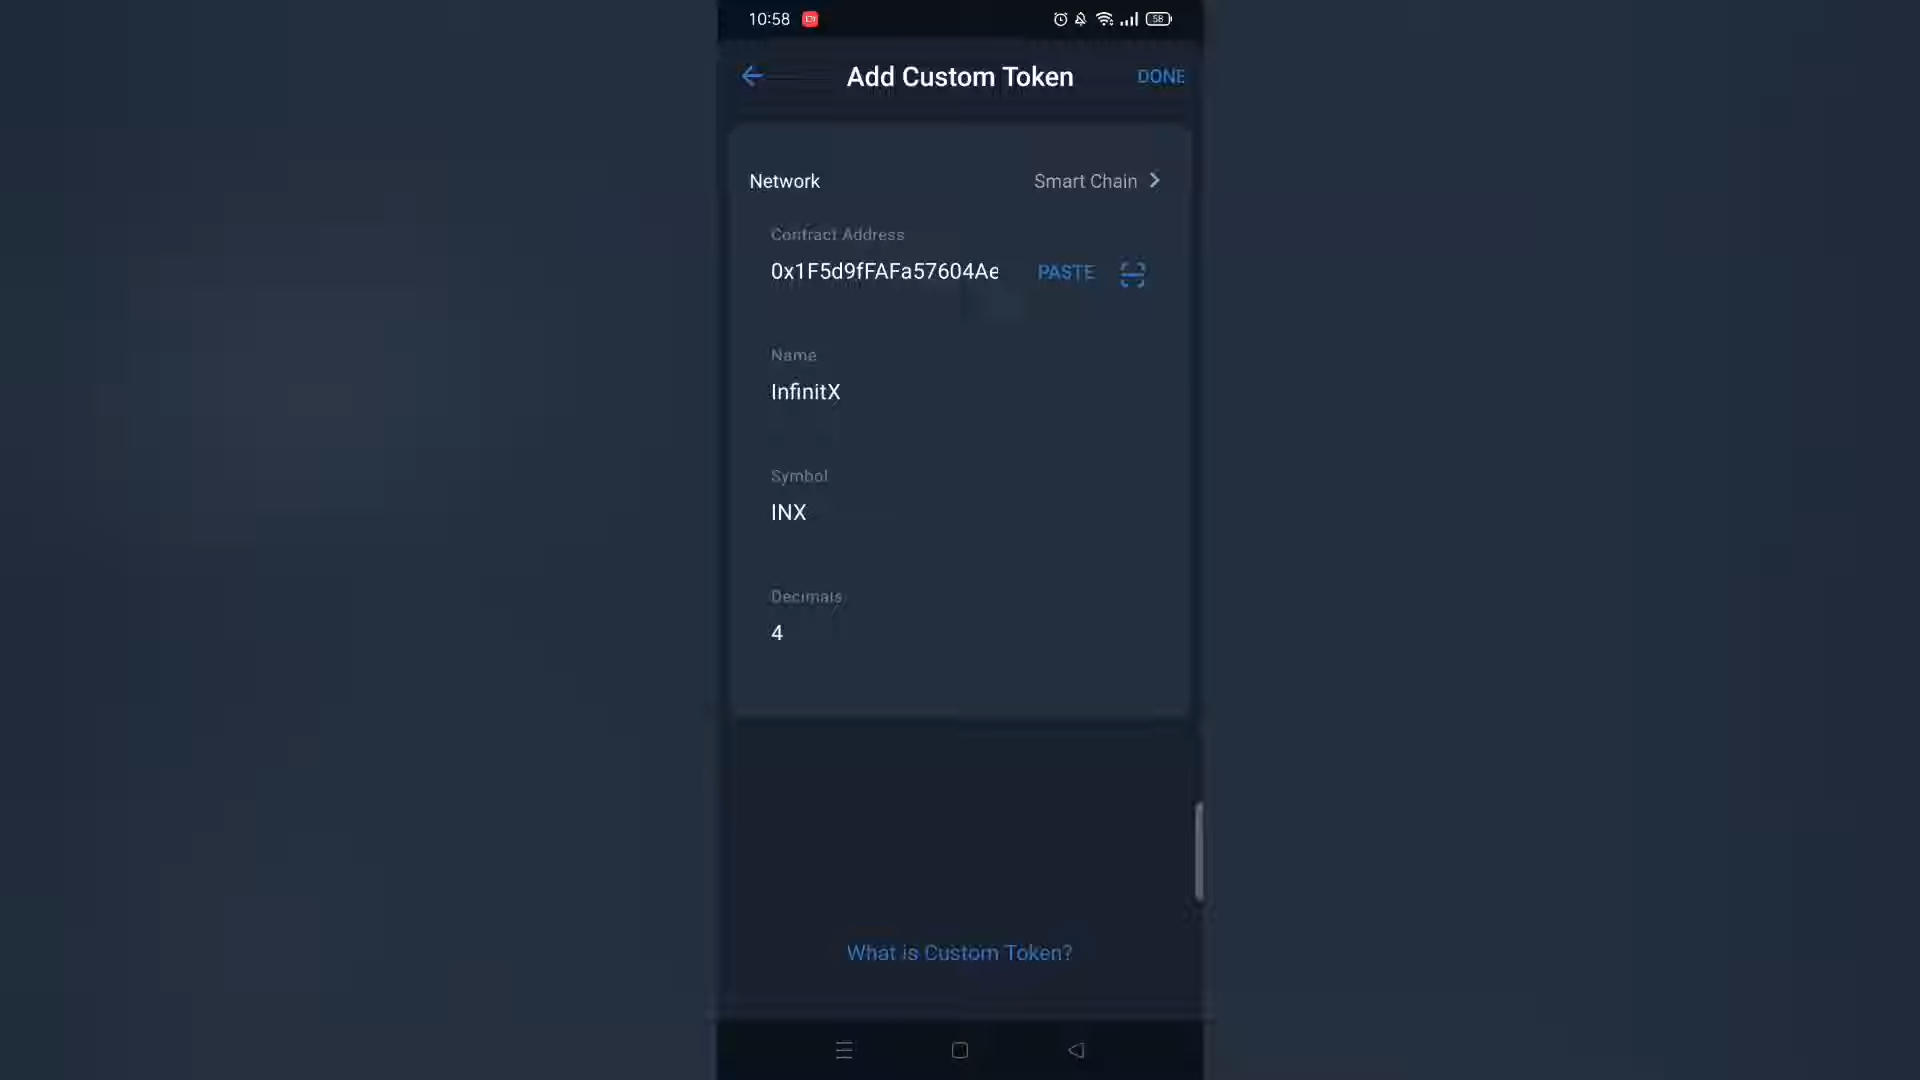 10:58
58
Add Custom Token
DONE
Network
Smart Chain
Contract Address
0x1F5d9fFAFa57604Ae
PASTE
Name
InfinitX
Symbol
INX
Decimals
4
What is Custom Token?